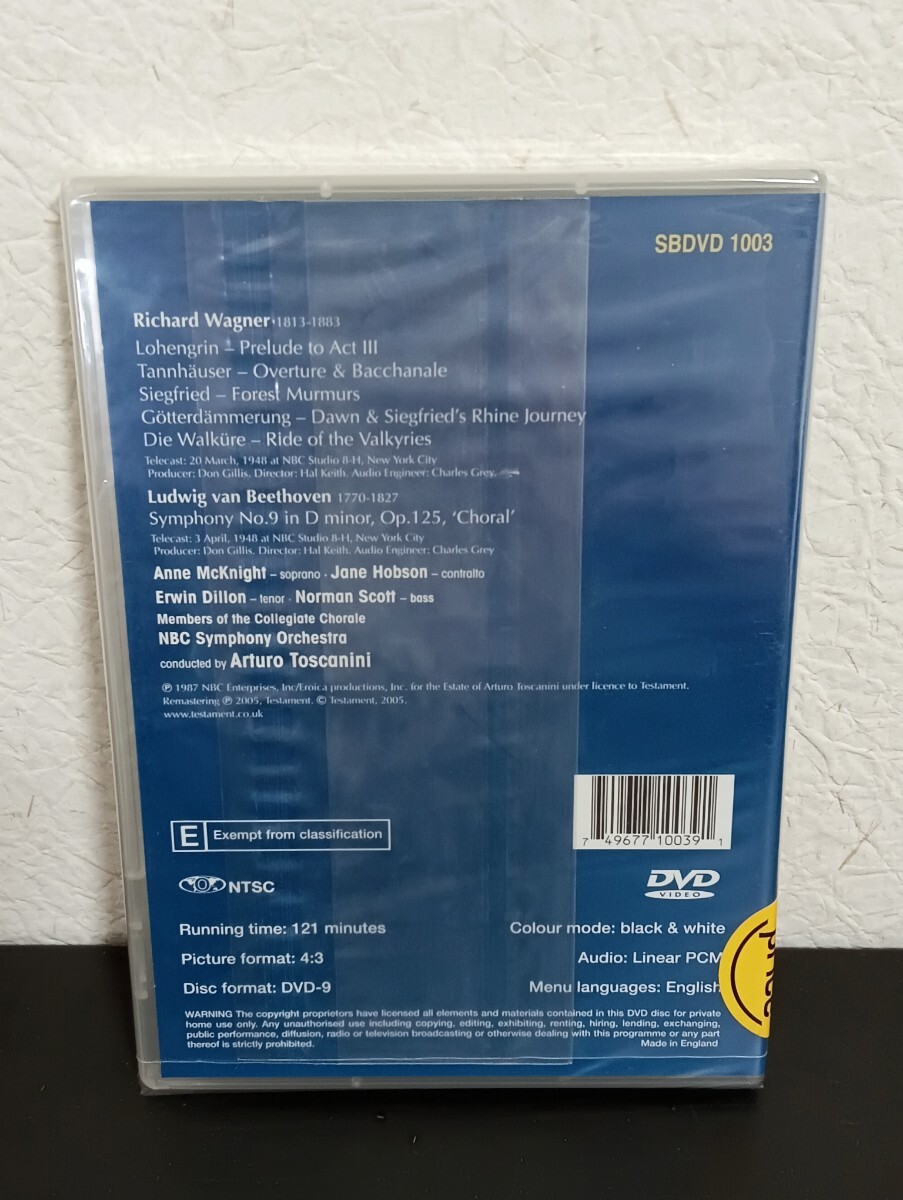 SBDVD 1003
Richard Wagner 1813-1883
Lohengrin – Prelude to Act III
Tannhäuser – Overture & Bacchanale
Siegfried – Forest Murmurs
Götterdämmerung – Dawn & Siegfried's Rhine Journey
Die Walküre – Ride of the Valkyries
Telecast: 20 March, 1948 at NBC Studio 8-H, New York City
Producer: Don Gillis. Director: Hal Keith. Audio Engineer: Charles Grey.
Ludwig van Beethoven 1770-1827
Symphony No.9 in D minor, Op.125, 'Choral'
Telecast: 3 April, 1948 at NBC Studio 8-H, New York City
Producer: Don Gillis. Director: Hal Keith. Audio Engineer: Charles Grey
Anne McKnight – soprano · Jane Hobson – contralto
Erwin Dillon – tenor · Norman Scott – bass
Members of the Collegiate Chorale
NBC Symphony Orchestra
conducted by Arturo Toscanini
℗ 1987 NBC Enterprises, Inc/Eroica productions, Inc. for the Estate of Arturo Toscanini under licence to Testament.
Remastering ℗ 2005, Testament. © Testament, 2005.
www.testament.co.uk
7 49677 10039 1
E Exempt from classification
0 NTSC
DVD
VIDEO
Running time: 121 minutes
Colour mode: black & white
Picture format: 4:3
Audio: Linear PCM
Disc format: DVD-9
Menu languages: English
price
WARNING The copyright proprietors have licensed all elements and materials contained in this DVD disc for private
home use only. Any unauthorised use including copying, editing, exhibiting, renting, hiring, lending, exchanging,
public performance, diffusion, radio or television broadcasting or otherwise dealing with this programme or any part
thereof is strictly prohibited.
Made in England